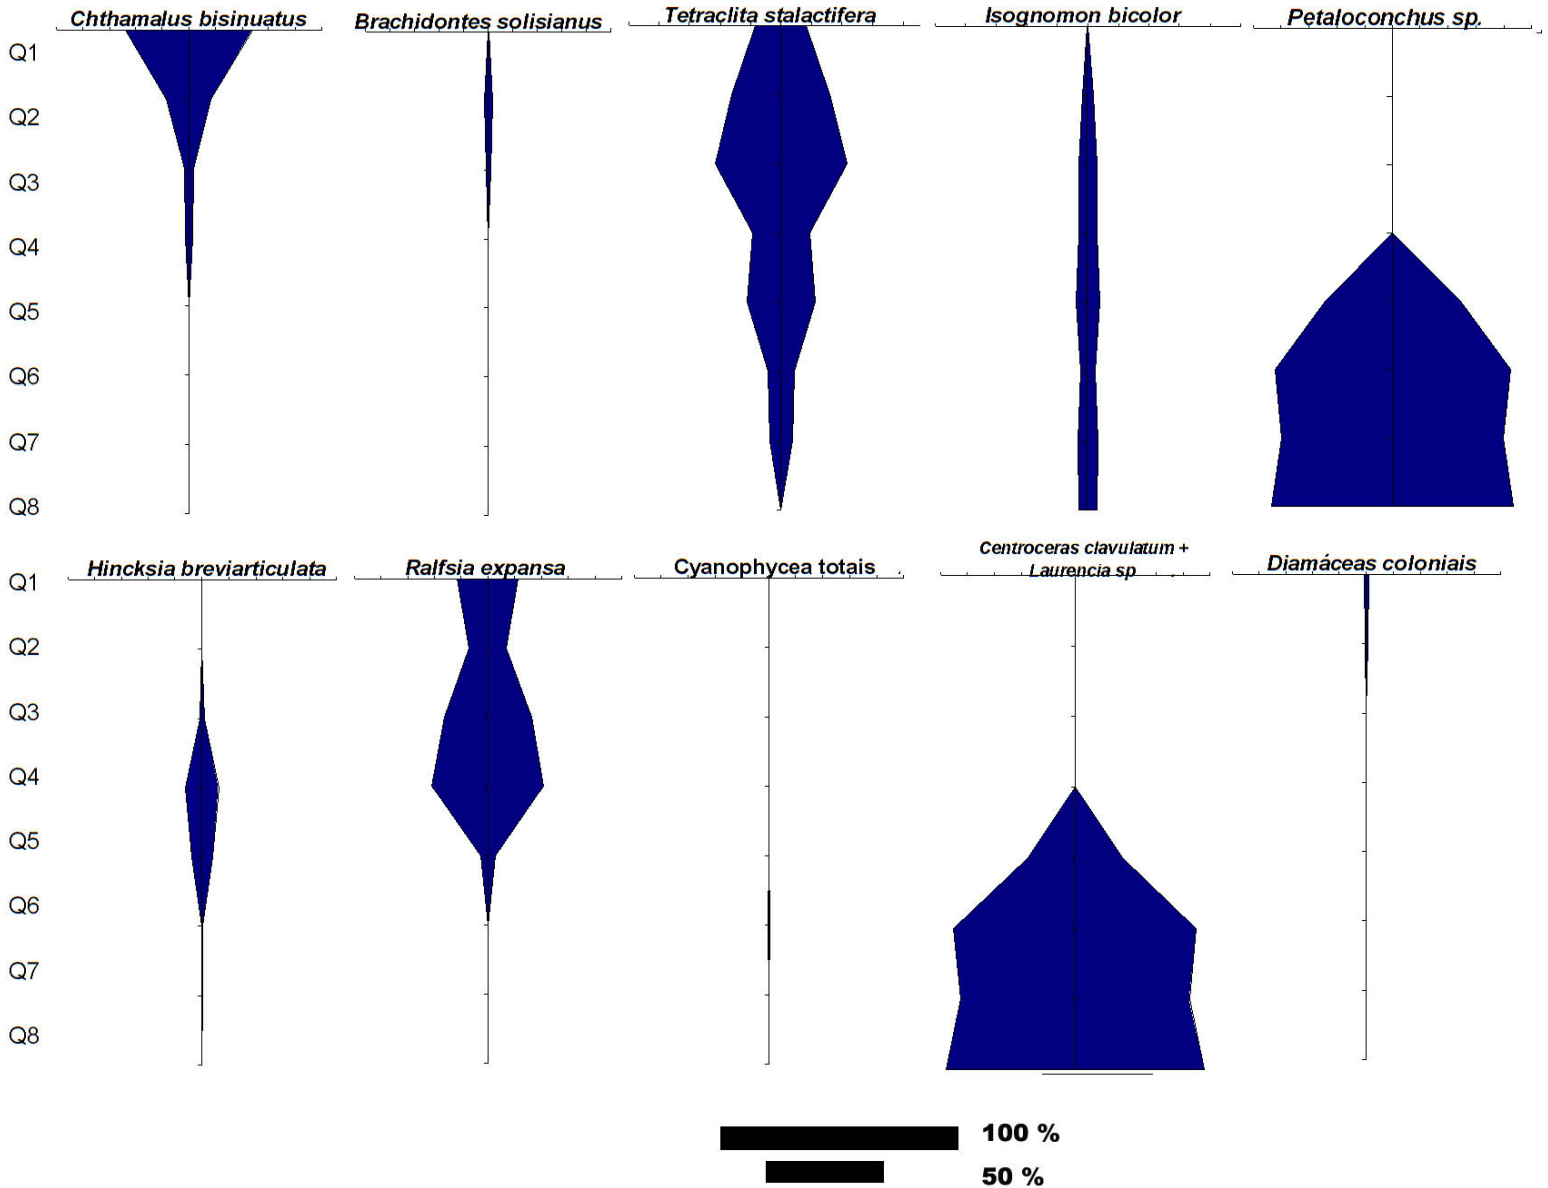 Chthamalus bisinuatus
Brachidontes solisianus
Tetraclita stalactifera
Isognomon bicolor
Petaloconchus sp.
Q1
Q2
Q3
Q4
Q5
Q6
Q7
Q8
Hincksia breviarticulata
Ralfsia expansa
Cyanophycea totais
Centroceras clavulatum +
Laurencia sp
Diamáceas coloniais
Q1
Q2
Q3
Q4
Q5
Q6
Q7
Q8
100 %
50 %